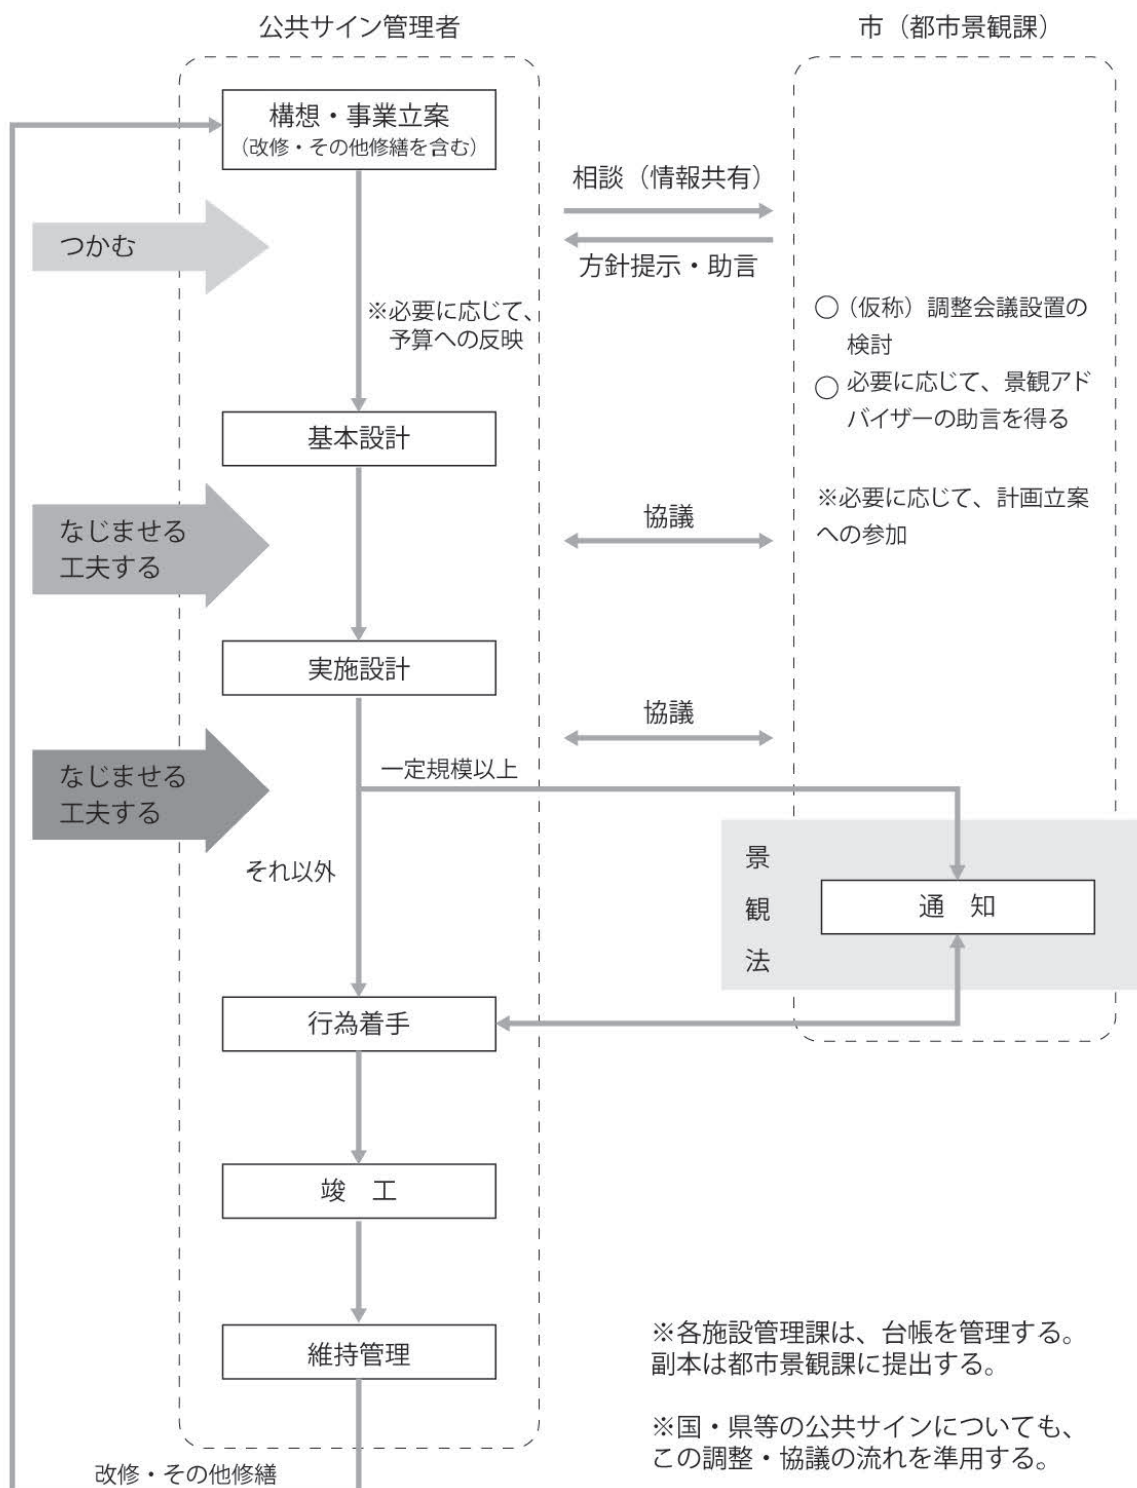 公共サイン管理者
市（都市景観課）
構想・事業立案
（改修・その他修繕を含む）
相談（情報共有）
つかむ
方針提示・助言
※必要に応じて、
予算への反映
○（仮称）調整会議設置の
検討
○ 必要に応じて、景観アド
バイザーの助言を得る
基本設計
※必要に応じて、計画立案
への参加
なじませる
工夫する
協議
実施設計
協議
一定規模以上
なじませる
工夫する
それ以外
景
観
法
通　知
行為着手
竣　工
維持管理
※各施設管理課は、台帳を管理する。
副本は都市景観課に提出する。
※国・県等の公共サインについても、
この調整・協議の流れを準用する。
改修・その他修繕